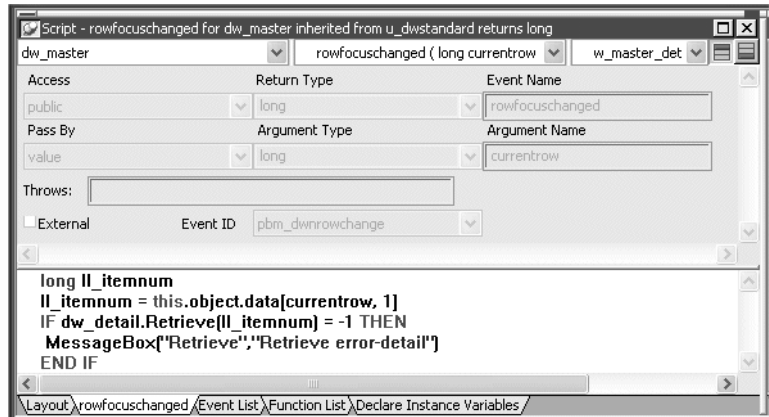 Script - rowfocuschanged for dw_master inherited from u_dwstandard returns long
dw_master rowfocuschanged ( long currentrow w_master_det
Access Return Type Event Name
public long rowfocuschanged
Pass By Argument Type Argument Name
value long currentrow
Throws:
External Event ID pbm_dwnrowchange
long ll_itemnum
ll_itemnum = this.object.data[currentrow, 1]
IF dw_detail.Retrieve(ll_itemnum) = -1 THEN
MessageBox("Retrieve","Retrieve error-detail")
END IF
Layout rowfocuschanged Event List Function List Declare Instance Variables